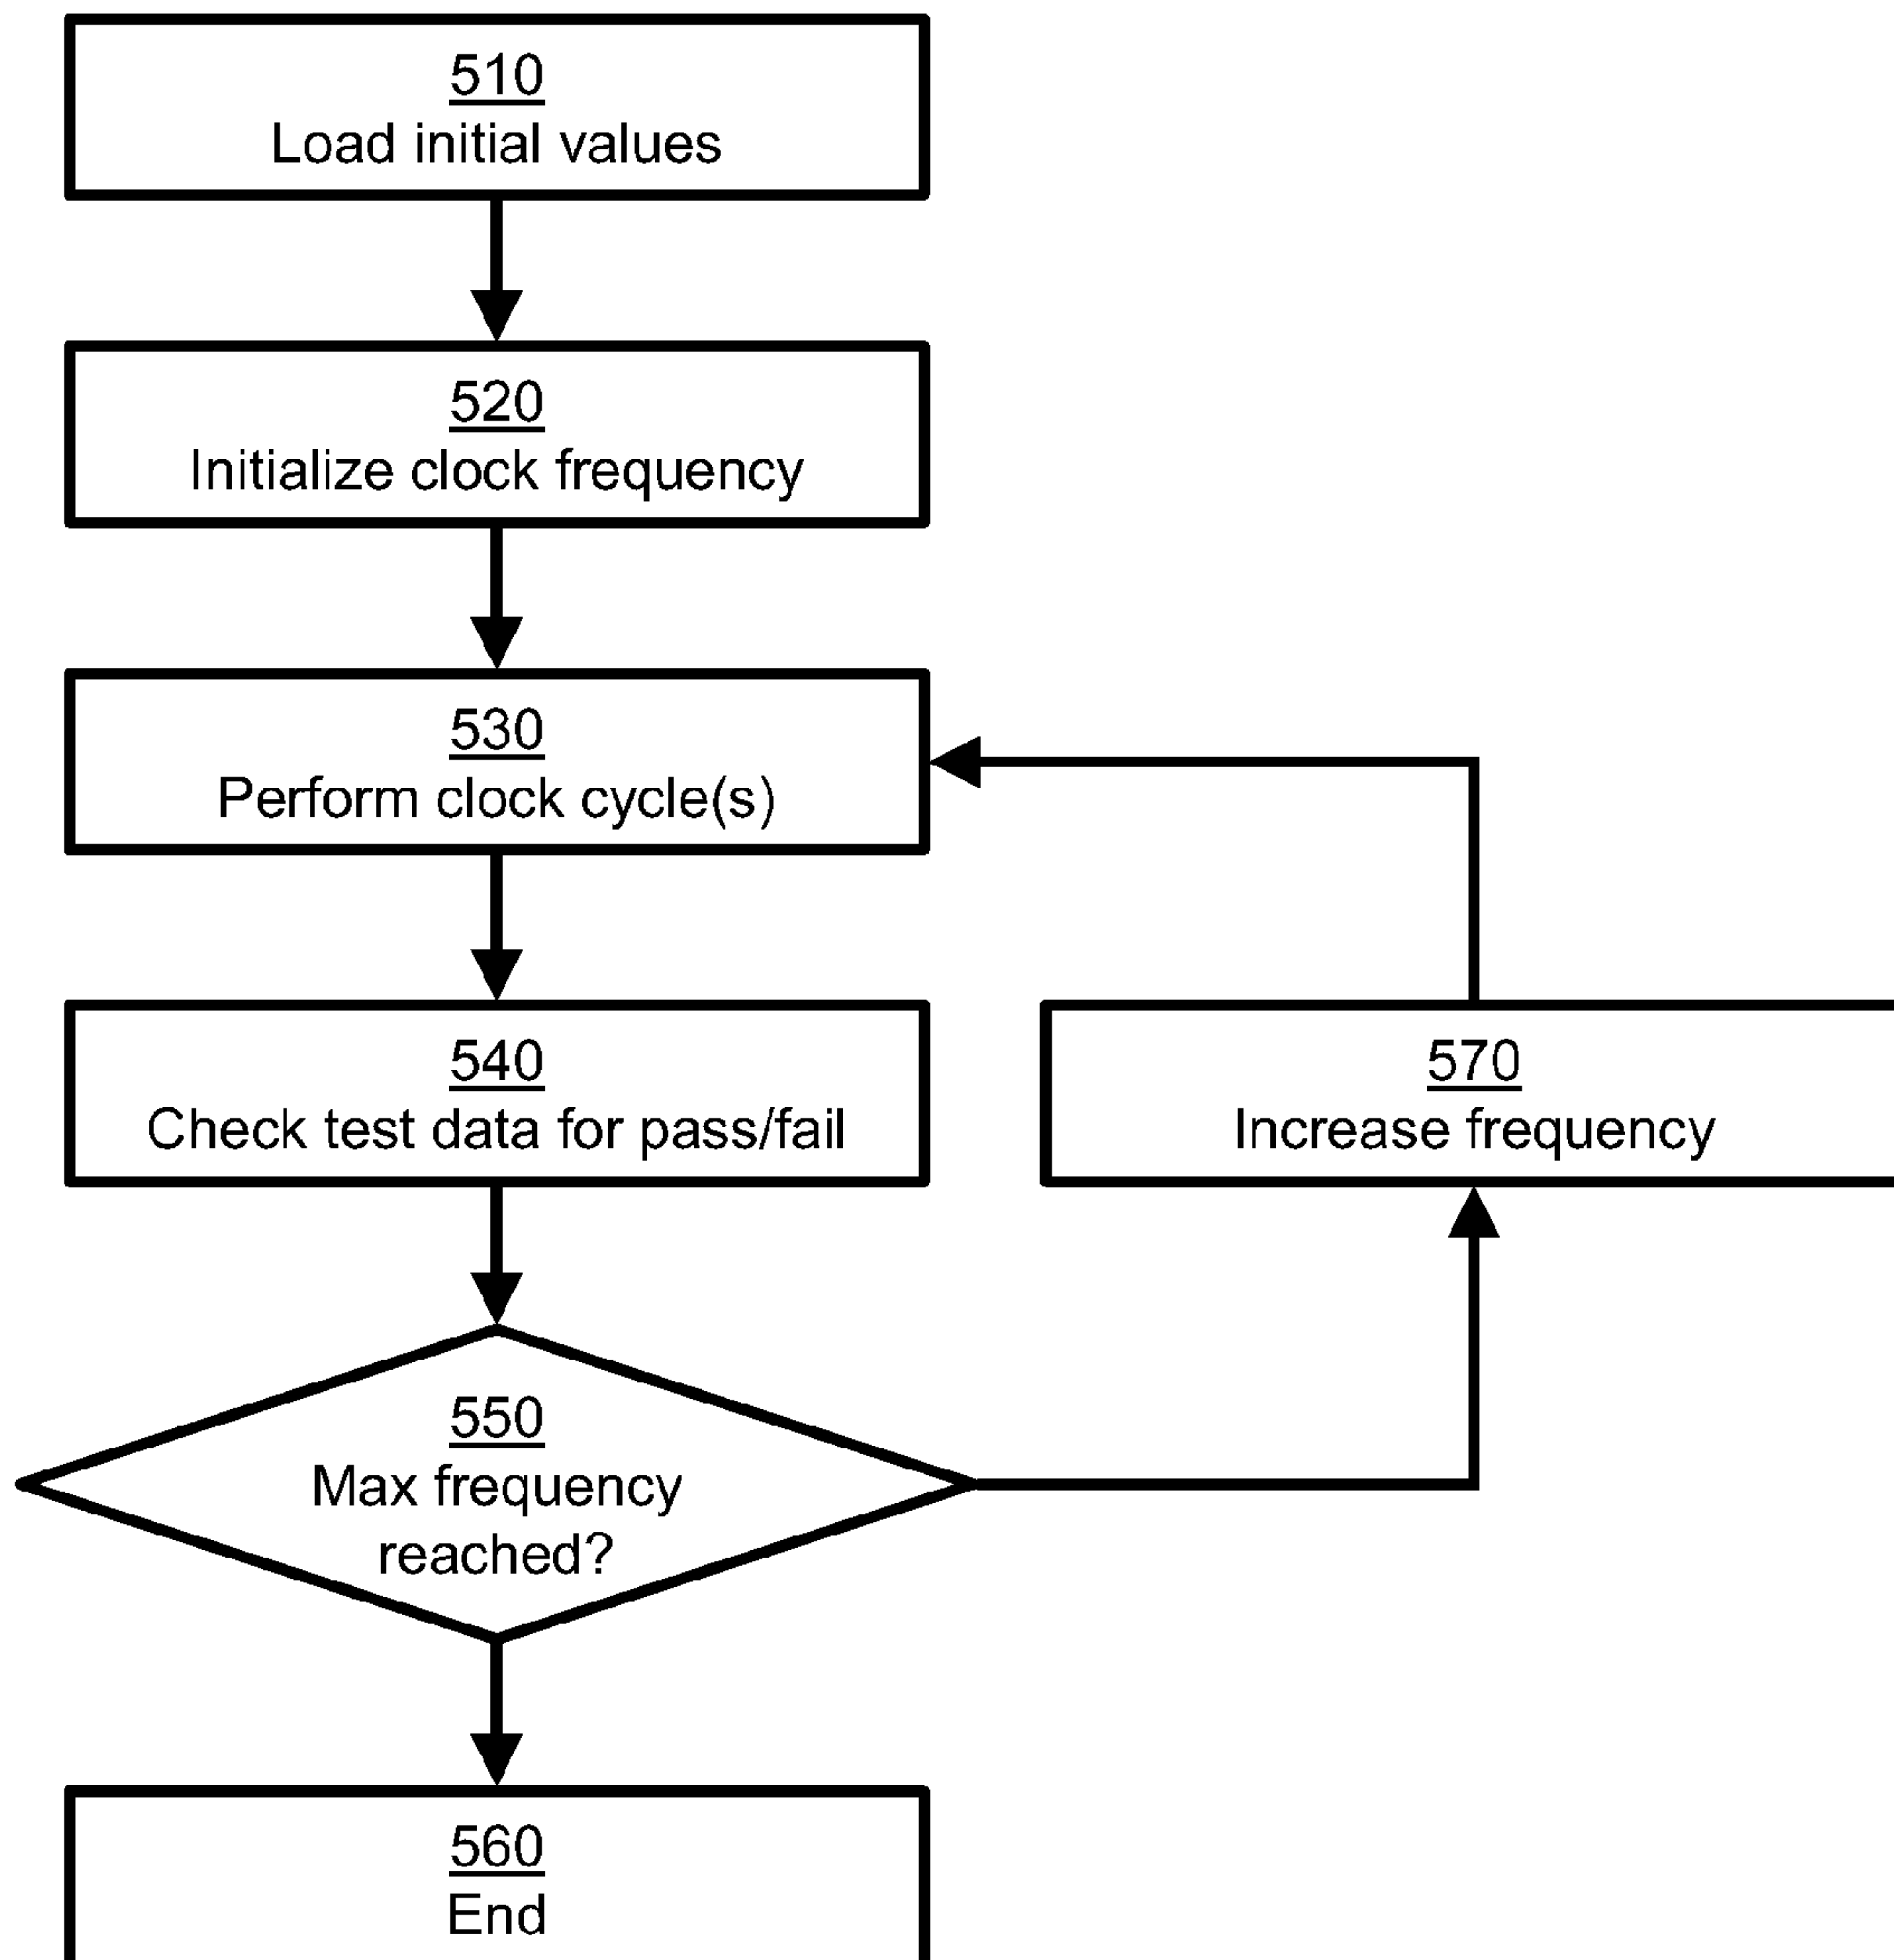 510
Load initial values
520
Initialize clock frequency
530
Perform clock cycle(s)
540
Check test data for pass/fail
570
Increase frequency
550
Max frequency
reached?
560
End